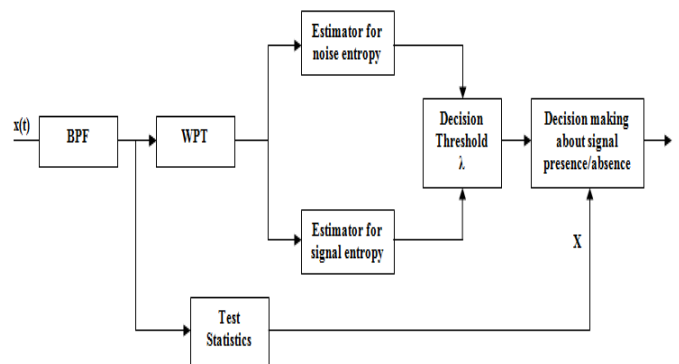 Estimator for
noise entropy
x(t)
BPF
WPT
Decision
Threshold
λ
Decision making
about signal
presence/absence
Estimator for
signal entropy
X
Test
Statistics